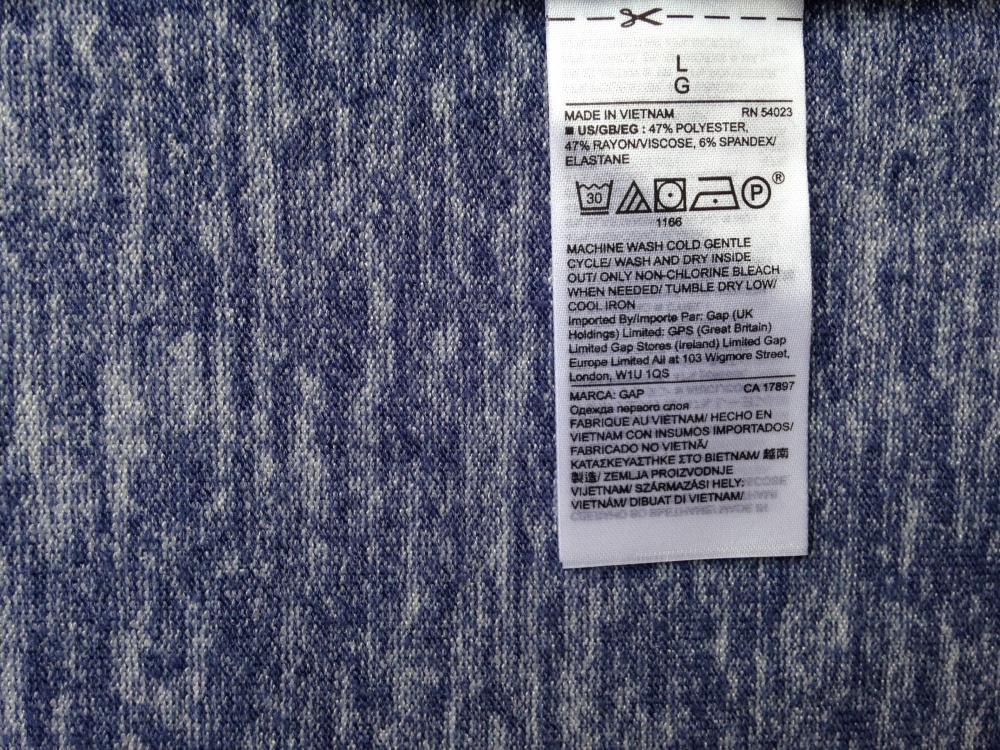 L
G
MADE IN VIETNAM RN 54023
■ US/GB/EG : 47% POLYESTER,
47% RAYON/VISCOSE, 6% SPANDEX/
ELASTANE
30 P ®
1166
MACHINE WASH COLD GENTLE
CYCLE/ WASH AND DRY INSIDE
OUT/ ONLY NON-CHLORINE BLEACH
WHEN NEEDED/ TUMBLE DRY LOW/
COOL IRON
Imported By/Importe Par: Gap (UK
Holdings) Limited: GPS (Great Britain)
Limited Gap Stores (Ireland) Limited Gap
Europe Limited All at 103 Wigmore Street,
London, W1U 1QS
MARCA: GAP CA 17897
Одежда первого слоя
FABRIQUE AU VIETNAM/ HECHO EN
VIETNAM CON INSUMOS IMPORTADOS/
FABRICADO NO VIETNÃ/
ΚΑΤΑΣΚΕΥΑΣΤΗΚΕ ΣΤΟ ΒΙΕΤΝΑΜ/ 越南
製造/ ZEMLJA PROIZVODNJE
VIJETNAM/ SZÁRMAZÁSI HELY:
VIETNÁM/ DIBUAT DI VIETNAM/